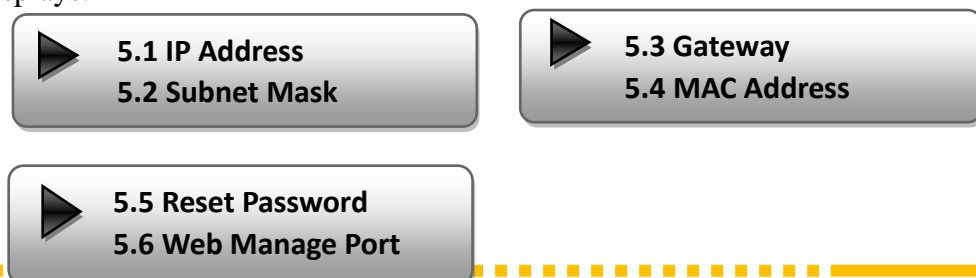 5.1 IP Address
5.2 Subnet Mask
5.3 Gateway
5.4 MAC Address
5.5 Reset Password
5.6 Web Manage Port